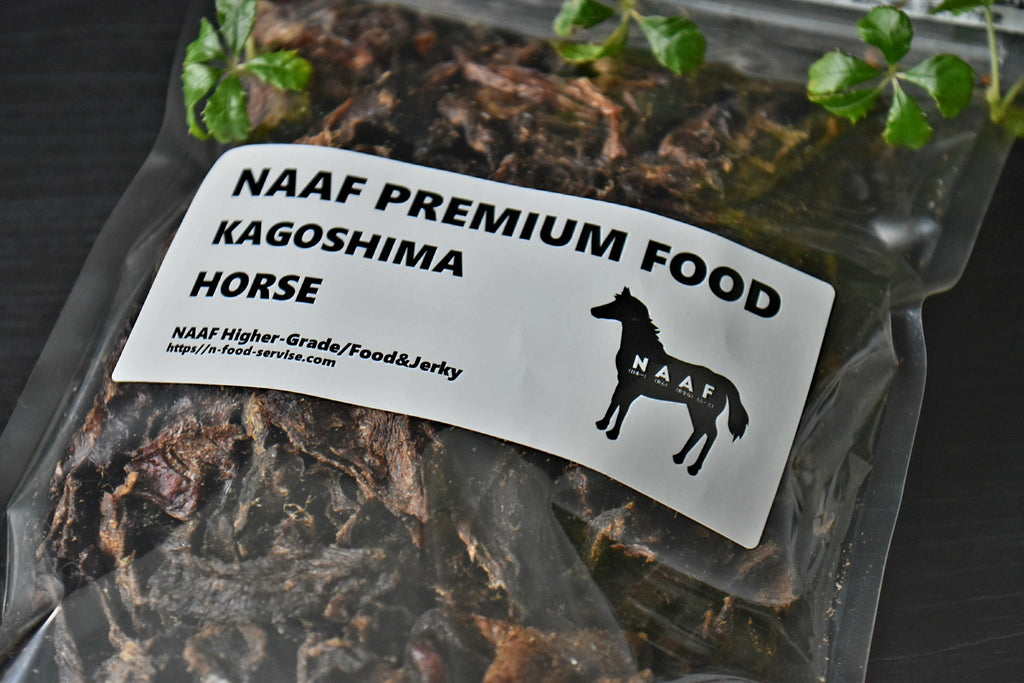 NAAF PREMIUM FOOD
KAGOSHIMA
HORSE
NAAF Higher-Grade/Food&Jerky
https//n-food-servise.com
NAAF